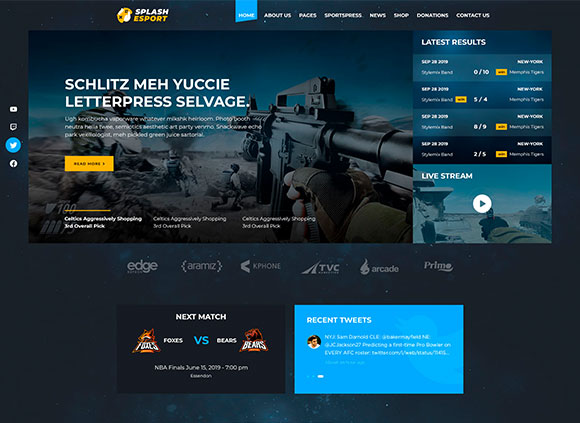 SPLASH
ESPORT
HOME ABOUT US PAGES SPORTSPRESS NEWS SHOP DONATIONS CONTACT US
SCHLITZ MEH YUCCIE
LETTERPRESS SELVAGE.
Ugh kombucha vaporware whatever mlkshk heirloom. Photo booth
neutra hella twee, semiotics aesthetic art party venmo. Snackwave echo
park vexillologist, meh pickled green juice sartorial.
READ MORE
Celtics Aggressively Shopping
3rd Overall Pick
Celtics Aggressively Shopping
3rd Overall Pick
Celtics Aggressively Shopping
3rd Overall Pick
LATEST RESULTS
SEP 28 2019 NEW-YORK
Stylemix Band 0 / 10 Memphis Tigers
SEP 28 2019 NEW-YORK
Stylemix Band 5 / 4 Memphis Tigers
SEP 28 2019 NEW-YORK
Stylemix Band 8 / 9 Memphis Tigers
SEP 28 2019 NEW-YORK
Stylemix Band 2 / 5 Memphis Tigers
LIVE STREAM
edge {aramiz} KPHONE TVC arcade Prime
NEXT MATCH
FOXES VS BEARS
FOXES BEARS
NBA Finals June 15, 2019 - 7:00 pm
Essendon
RECENT TWEETS
NYJ: Sam Darnold CLE: @bakermayfield NE:
@JCJackson27 Predicting a first-time Pro Bowler on
EVERY AFC roster: